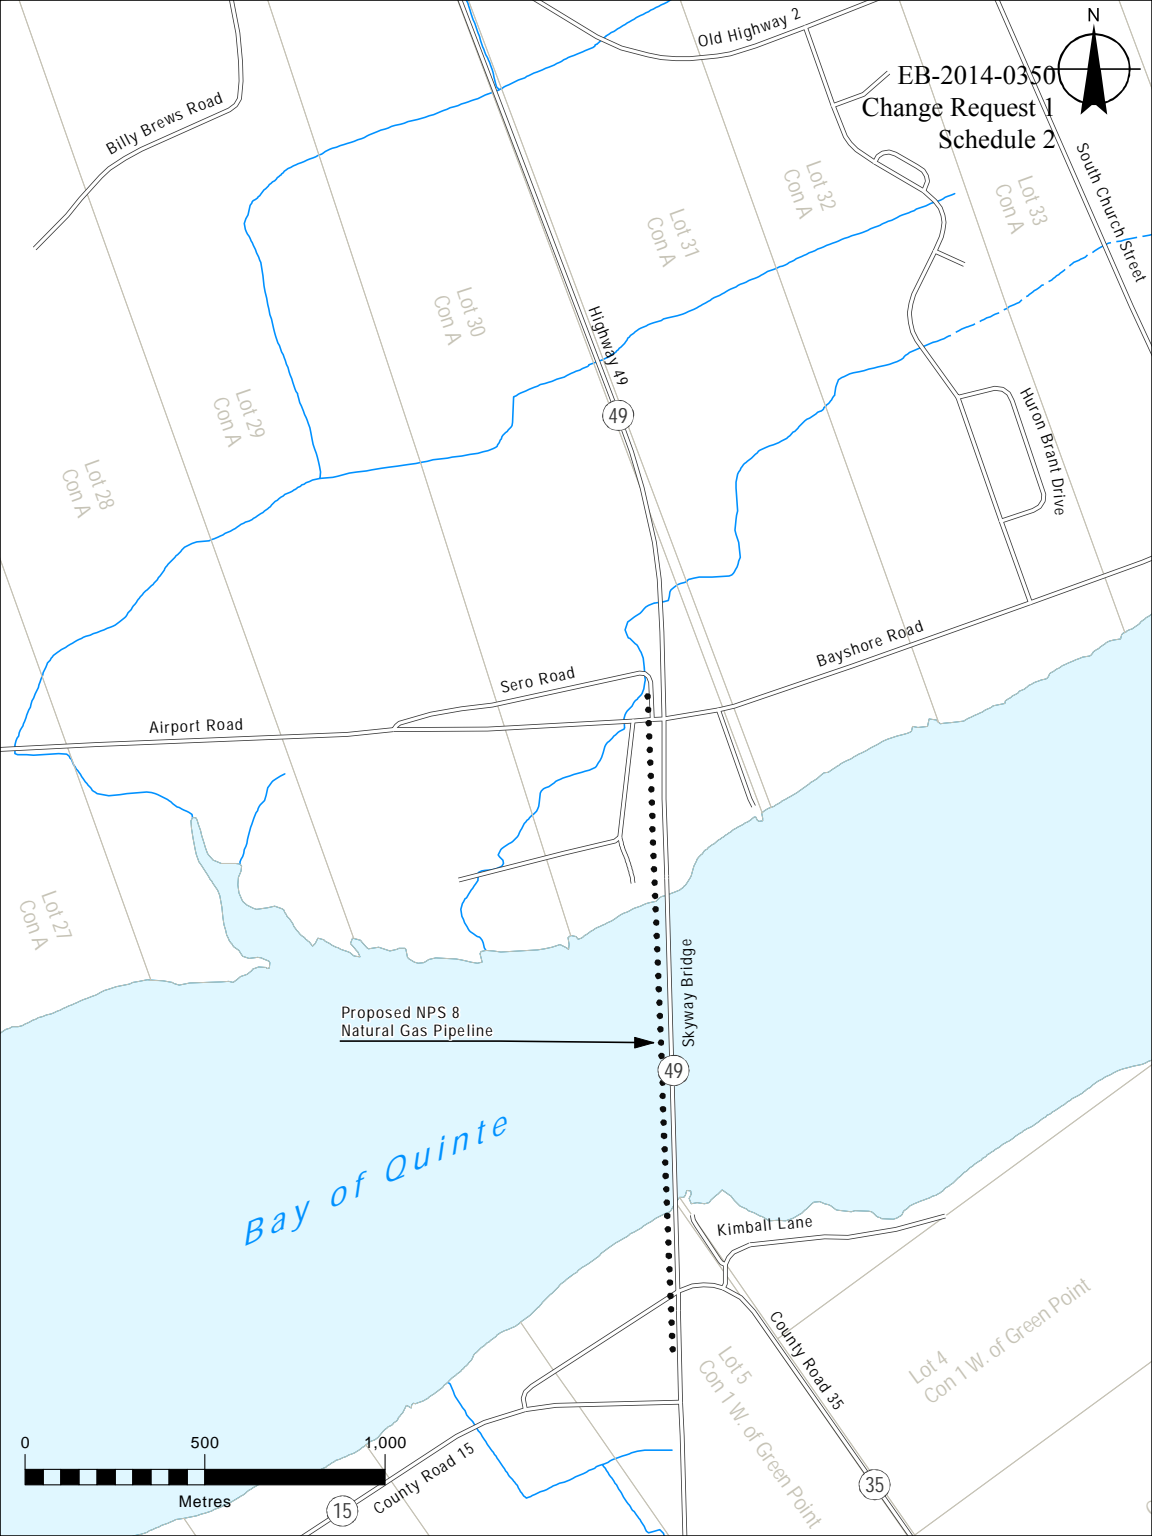 N
Old Highway 2
EB-2014-0350
Change Request 1
Schedule 2
Billy Brews Road
South Church Street
Lot 32
Con A
Lot 33
Con A
Lot 31
Con A
Lot 30
Con A
Highway 49
49
Lot 29
Con A
Huron Brant Drive
Lot 28
Con A
Bayshore Road
Sero Road
Airport Road
Lot 27
Con A
Skyway Bridge
Proposed NPS 8
Natural Gas Pipeline
49
Bay of Quinte
Kimball Lane
County Road 35
Lot 4
Con 1 W. of Green Point
Lot 5
Con 1 W. of Green Point
0 500 1,000
Metres
County Road 15
15
35